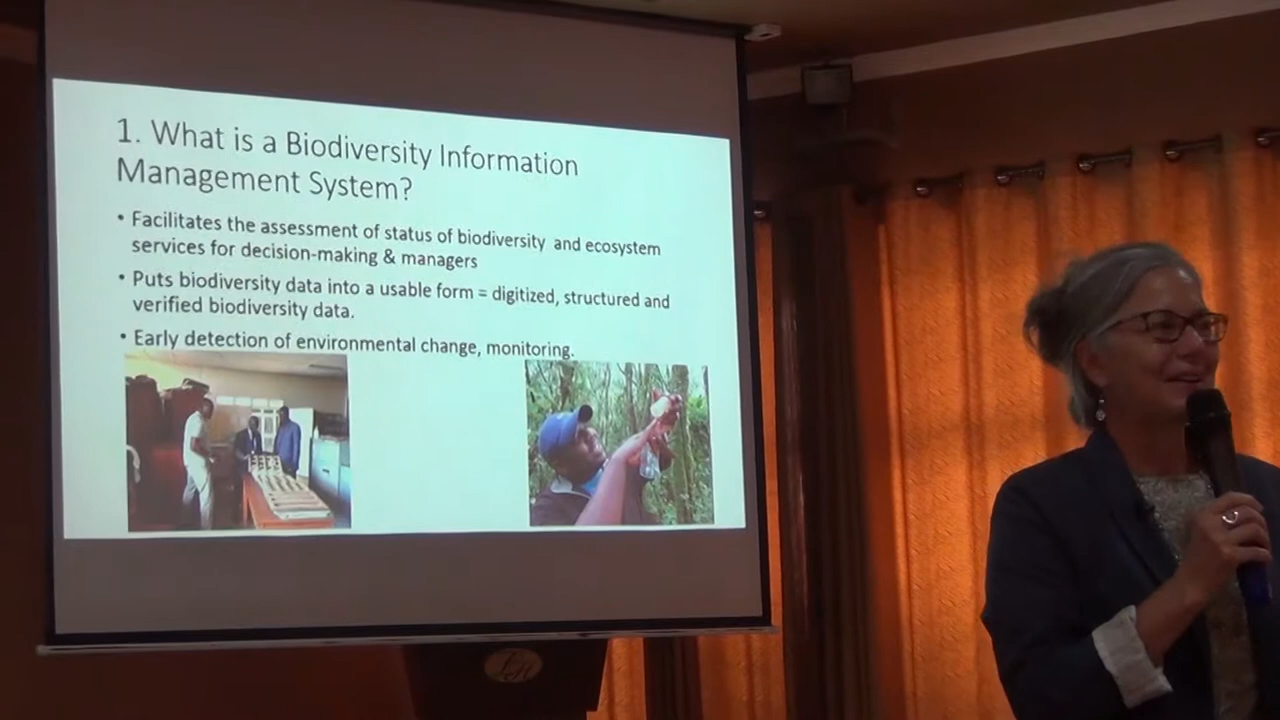 1. What is a Biodiversity Information
Management System?
• Facilitates the assessment of status of biodiversity and ecosystem
services for decision-making & managers
• Puts biodiversity data into a usable form = digitized, structured and
verified biodiversity data.
• Early detection of environmental change, monitoring.